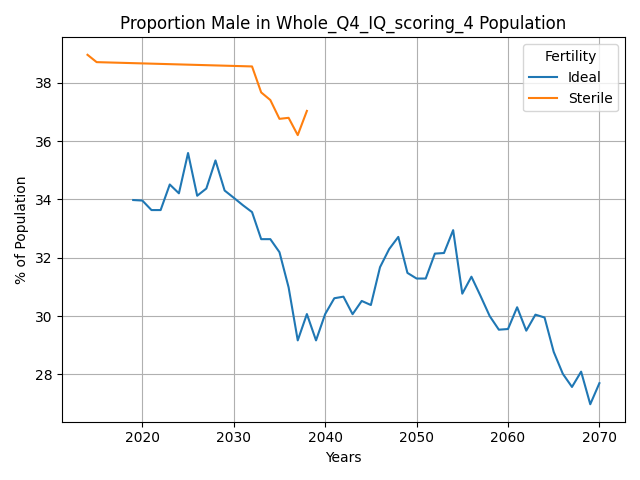 Proportion Male in Whole_Q4_IQ_scoring_4 Population
% of Population
38
36
34
32
30
28
Fertility
Ideal
Sterile
2020 2030 2040 2050 2060 2070
Years